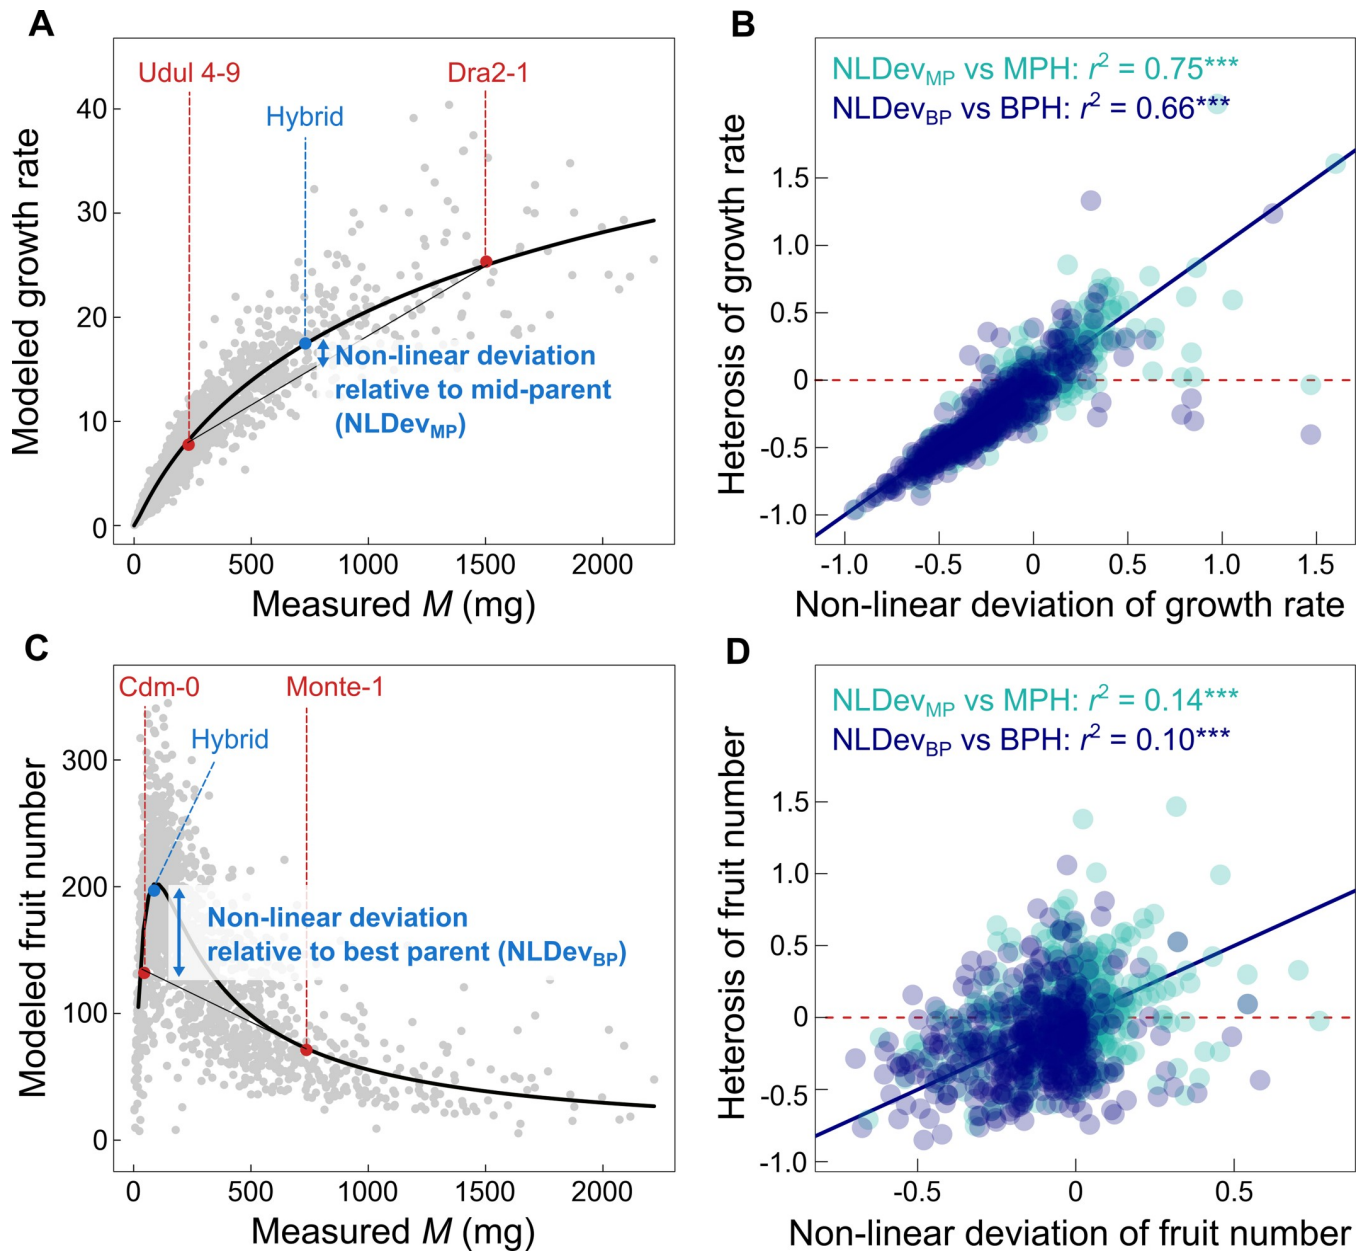 A
Udul 4-9
Dra2-1
Hybrid
Modeled growth rate
40
30
20
10
0
Non-linear deviation
relative to mid-parent
(NLDevMP)
0
500
1000
1500
2000
Measured M (mg)
B
NLDevMP vs MPH: r2 = 0.75***
NLDevBP vs BPH: r2 = 0.66***
Heterosis of growth rate
1.5
1.0
0.5
0
-0.5
-1.0
-1.0
-0.5
0
0.5
1.0
1.5
Non-linear deviation of growth rate
C
Cdm-0
Monte-1
Hybrid
Modeled fruit number
300
200
100
0
Non-linear deviation
relative to best parent (NLDevBP)
0
500
1000
1500
2000
Measured M (mg)
D
NLDevMP vs MPH: r2 = 0.14***
NLDevBP vs BPH: r2 = 0.10***
Heterosis of fruit number
1.5
1.0
0.5
0
-0.5
-1.0
-0.5
0
0.5
Non-linear deviation of fruit number